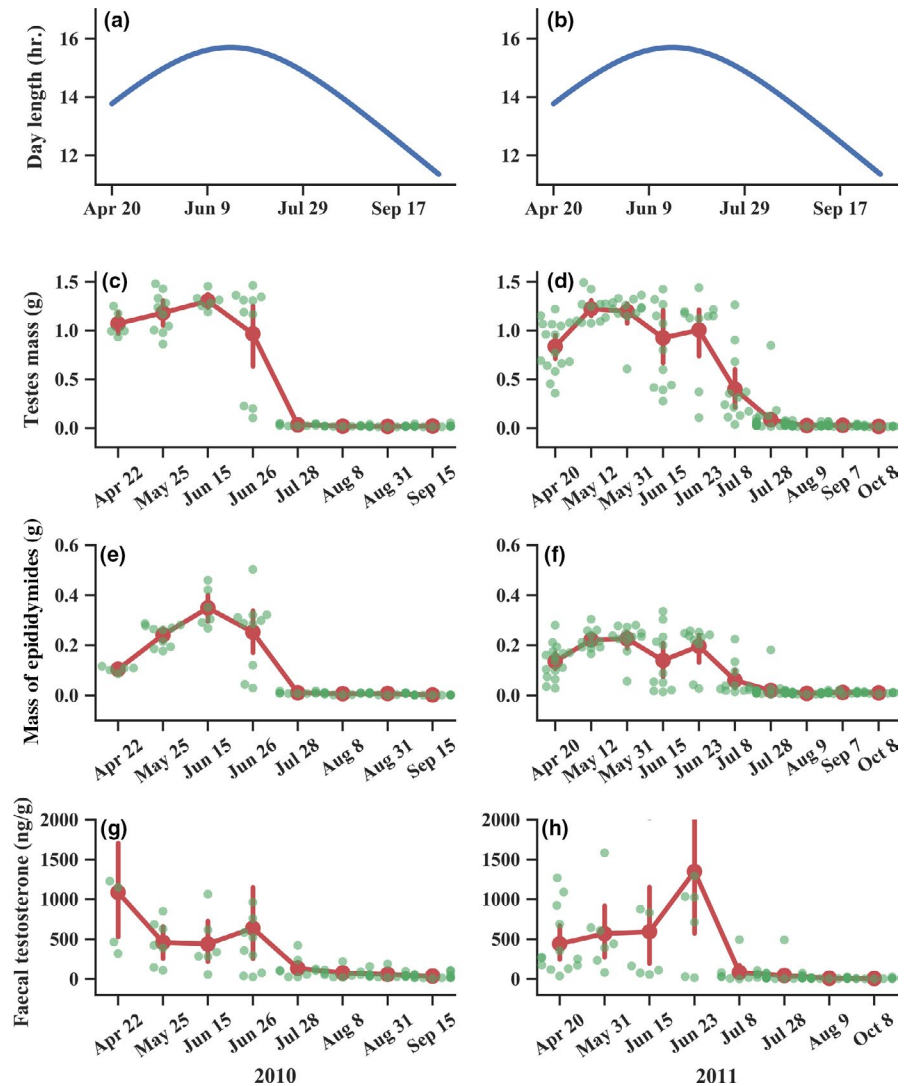 (a)
Day length (hr.)
16
14
12
Apr 20 Jun 9 Jul 29 Sep 17
(b)
16
14
12
Apr 20 Jun 9 Jul 29 Sep 17
(c)
Testes mass (g)
1.5
1.0
0.5
0.0
Apr 22 May 25 Jun 15 Jun 26 Jul 28 Aug 8 Aug 31 Sep 15
(d)
1.5
1.0
0.5
0.0
Apr 20 May 12 May 31 Jun 15 Jun 23 Jul 8 Jul 28 Aug 9 Sep 7 Oct 8
(e)
Mass of epididymides (g)
0.6
0.4
0.2
0.0
Apr 22 May 25 Jun 15 Jun 26 Jul 28 Aug 8 Aug 31 Sep 15
(f)
0.6
0.4
0.2
0.0
Apr 20 May 12 May 31 Jun 15 Jun 23 Jul 8 Jul 28 Aug 9 Sep 7 Oct 8
(g)
Faecal testosterone (ng/g)
2000
1500
1000
500
0
Apr 22 May 25 Jun 15 Jun 26 Jul 28 Aug 8 Aug 31 Sep 15
2010
(h)
2000
1500
1000
500
0
Apr 20 May 31 Jun 15 Jun 23 Jul 8 Jul 28 Aug 9 Oct 8
2011